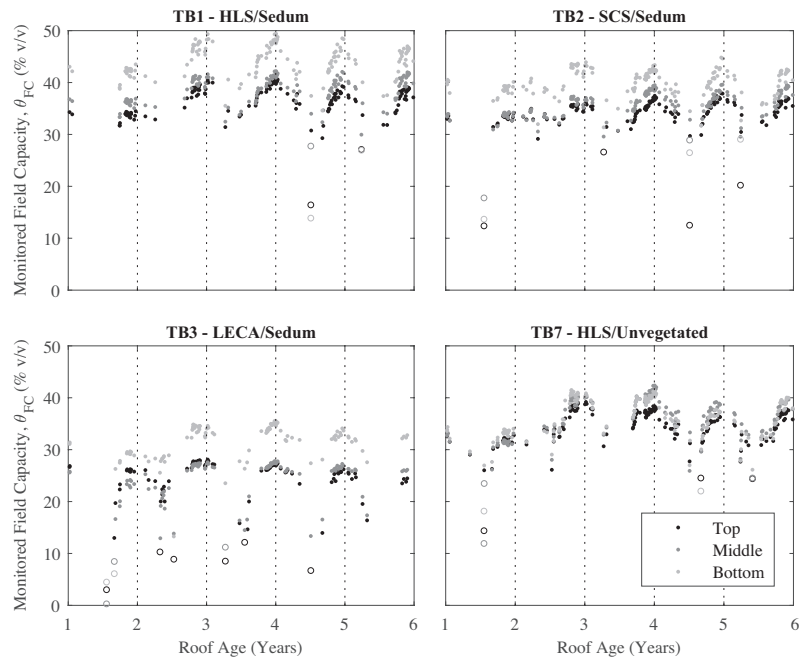 TB1 - HLS/Sedum
TB2 - SCS/Sedum
Monitored Field Capacity, θFC (% v/v)
50
40
30
20
10
0
TB3 - LECA/Sedum
TB7 - HLS/Unvegetated
Monitored Field Capacity, θFC (% v/v)
50
40
30
20
10
0
Top
Middle
Bottom
1 2 3 4 5 6
1 2 3 4 5 6
Roof Age (Years)
Roof Age (Years)